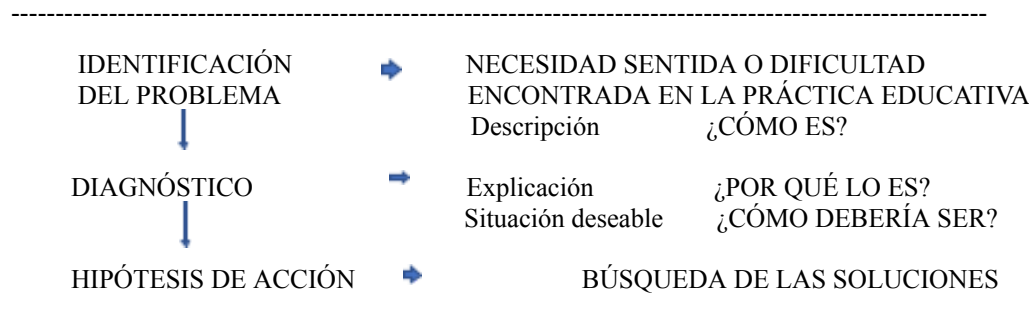 IDENTIFICACIÓN NECESIDAD SENTIDA O DIFICULTAD
DEL PROBLEMA ENCONTRADA EN LA PRÁCTICA EDUCATIVA
Descripción ¿CÓMO ES?
DIAGNÓSTICO Explicación ¿POR QUÉ LO ES?
Situación deseable ¿CÓMO DEBERÍA SER?
HIPÓTESIS DE ACCIÓN BÚSQUEDA DE LAS SOLUCIONES